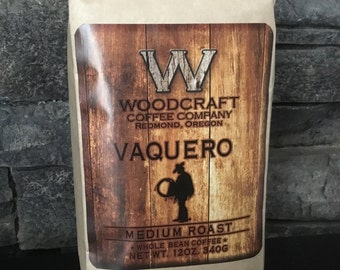 W
WOODCRAFT
COFFEE COMPANY
REDMOND, OREGON
VAQUERO
MEDIUM ROAST
★ WHOLE BEAN COFFEE ★
NET WT. 12OZ. 340G